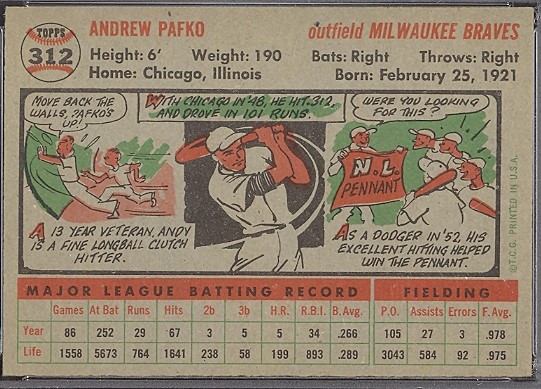 TOPPS
312
ANDREW PAFKO
outfield MILWAUKEE BRAVES
Height: 6' Weight: 190 Bats: Right Throws: Right
Home: Chicago, Illinois Born: February 25, 1921
MOVE BACK THE
WALLS, PAFKO'S
UP!
WITH CHICAGO IN '48, HE HIT .312,
AND DROVE IN 101 RUNS.
WERE YOU LOOKING
FOR THIS?
N.L.
PENNANT
A 13 YEAR VETERAN, ANDY
IS A FINE LONGBALL CLUTCH
HITTER.
AS A DODGER IN '52, HIS
EXCELLENT HITTING HELPED
WIN THE PENNANT.
©T.C.G. PRINTED IN U.S.A.
MAJOR LEAGUE BATTING RECORD FIELDING
Games At Bat Runs Hits 2b 3b H.R. R.B.I. B.Avg. P.O. Assists Errors F. Avg.
Year 86 252 29 67 3 5 5 34 .266 105 27 3 .978
Life 1558 5673 764 1641 238 58 199 893 .289 3043 584 92 .975